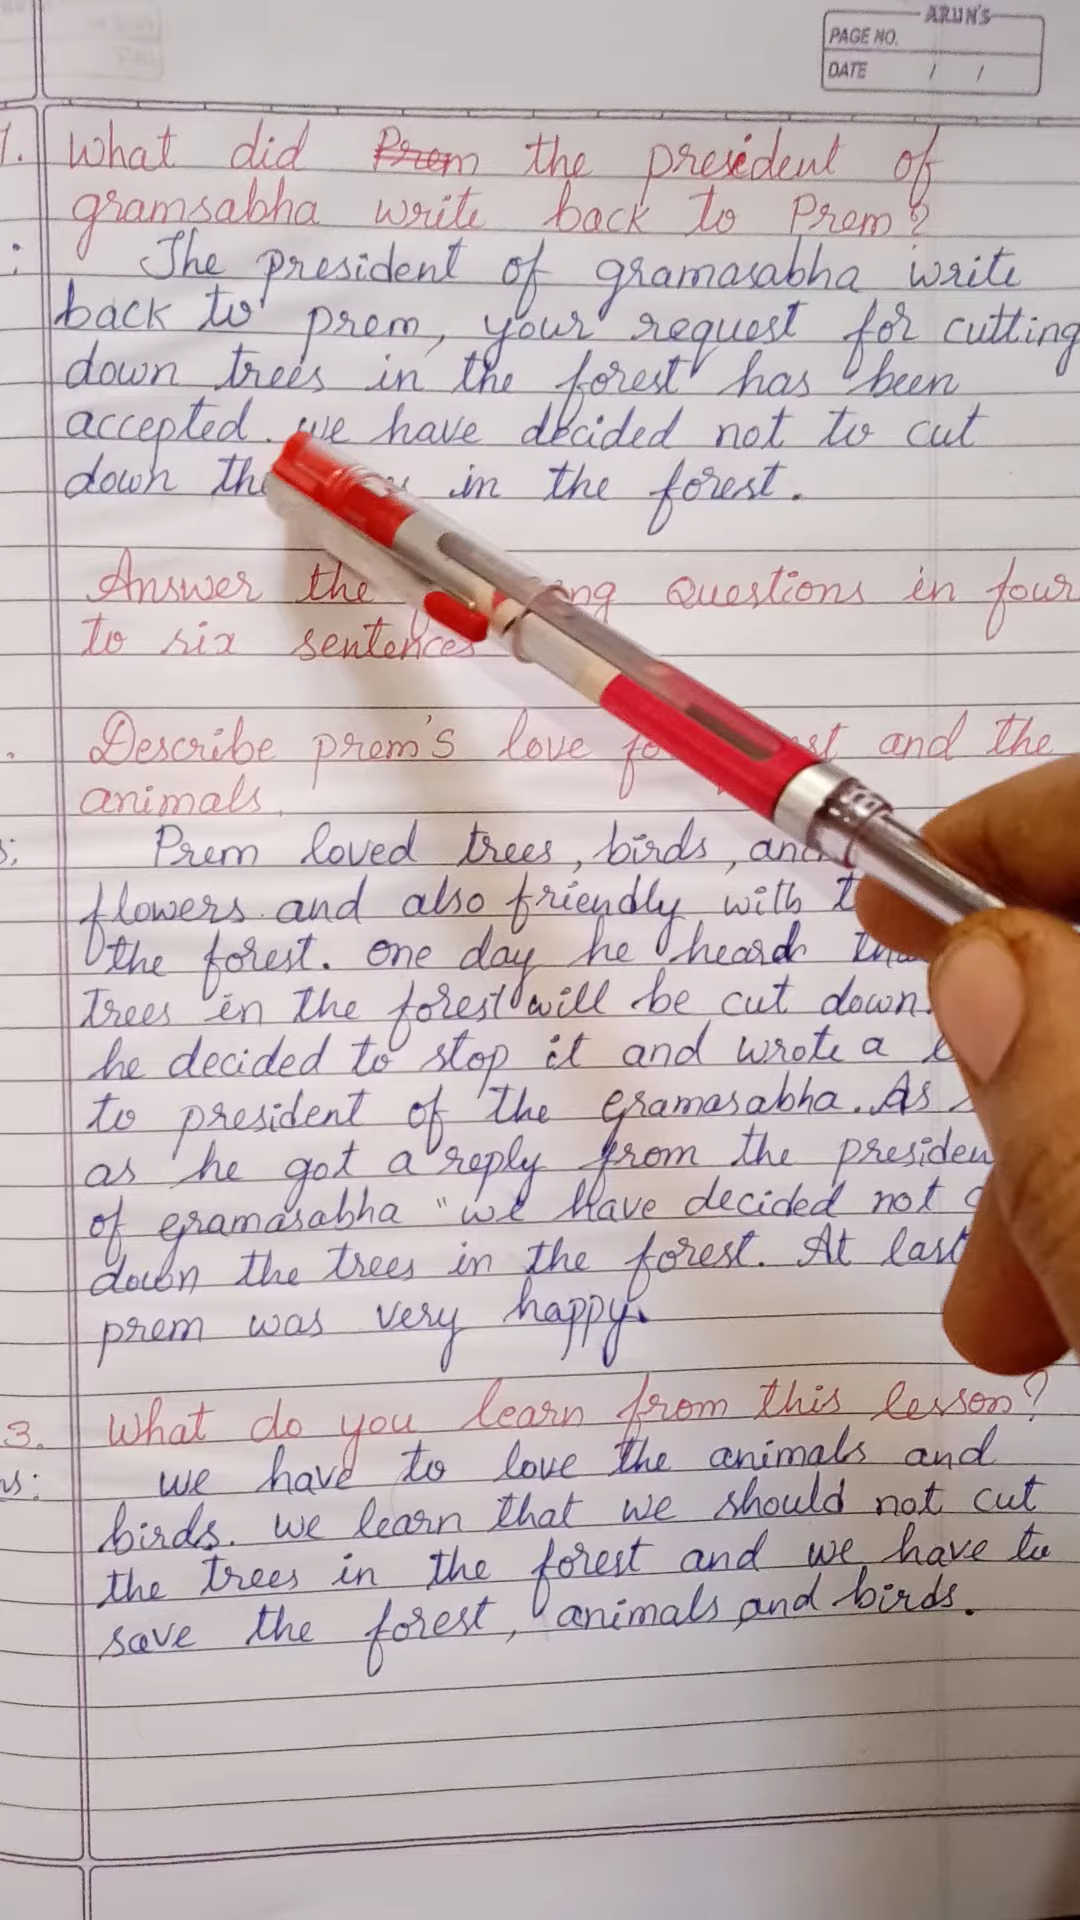 ARUN'S
PAGE NO.
DATE / /
1. What did Prem the president of
gramsabha write back to Prem?
: The president of gramasabha write
back to prem, your request for cutting
down trees in the forest has been
accepted. we have decided not to cut
down in the forest.
Answer the questions in four
to six sentences
Describe prem's love and the
animals.
Prem loved trees, birds, and
flowers. and also friendly with
the forest. one day he heard
trees in the forest will be cut down.
he decided to stop it and wrote a
to president of the gramasabha. As
as he got a reply from the
of gramasabha "we have decided not
down the trees in the forest. At last
prem was very happy.
3. What do you learn from this lesson?
we have to love the animals and
birds. we learn that we should not cut
the trees in the forest and we have to
save the forest, animals, and birds.